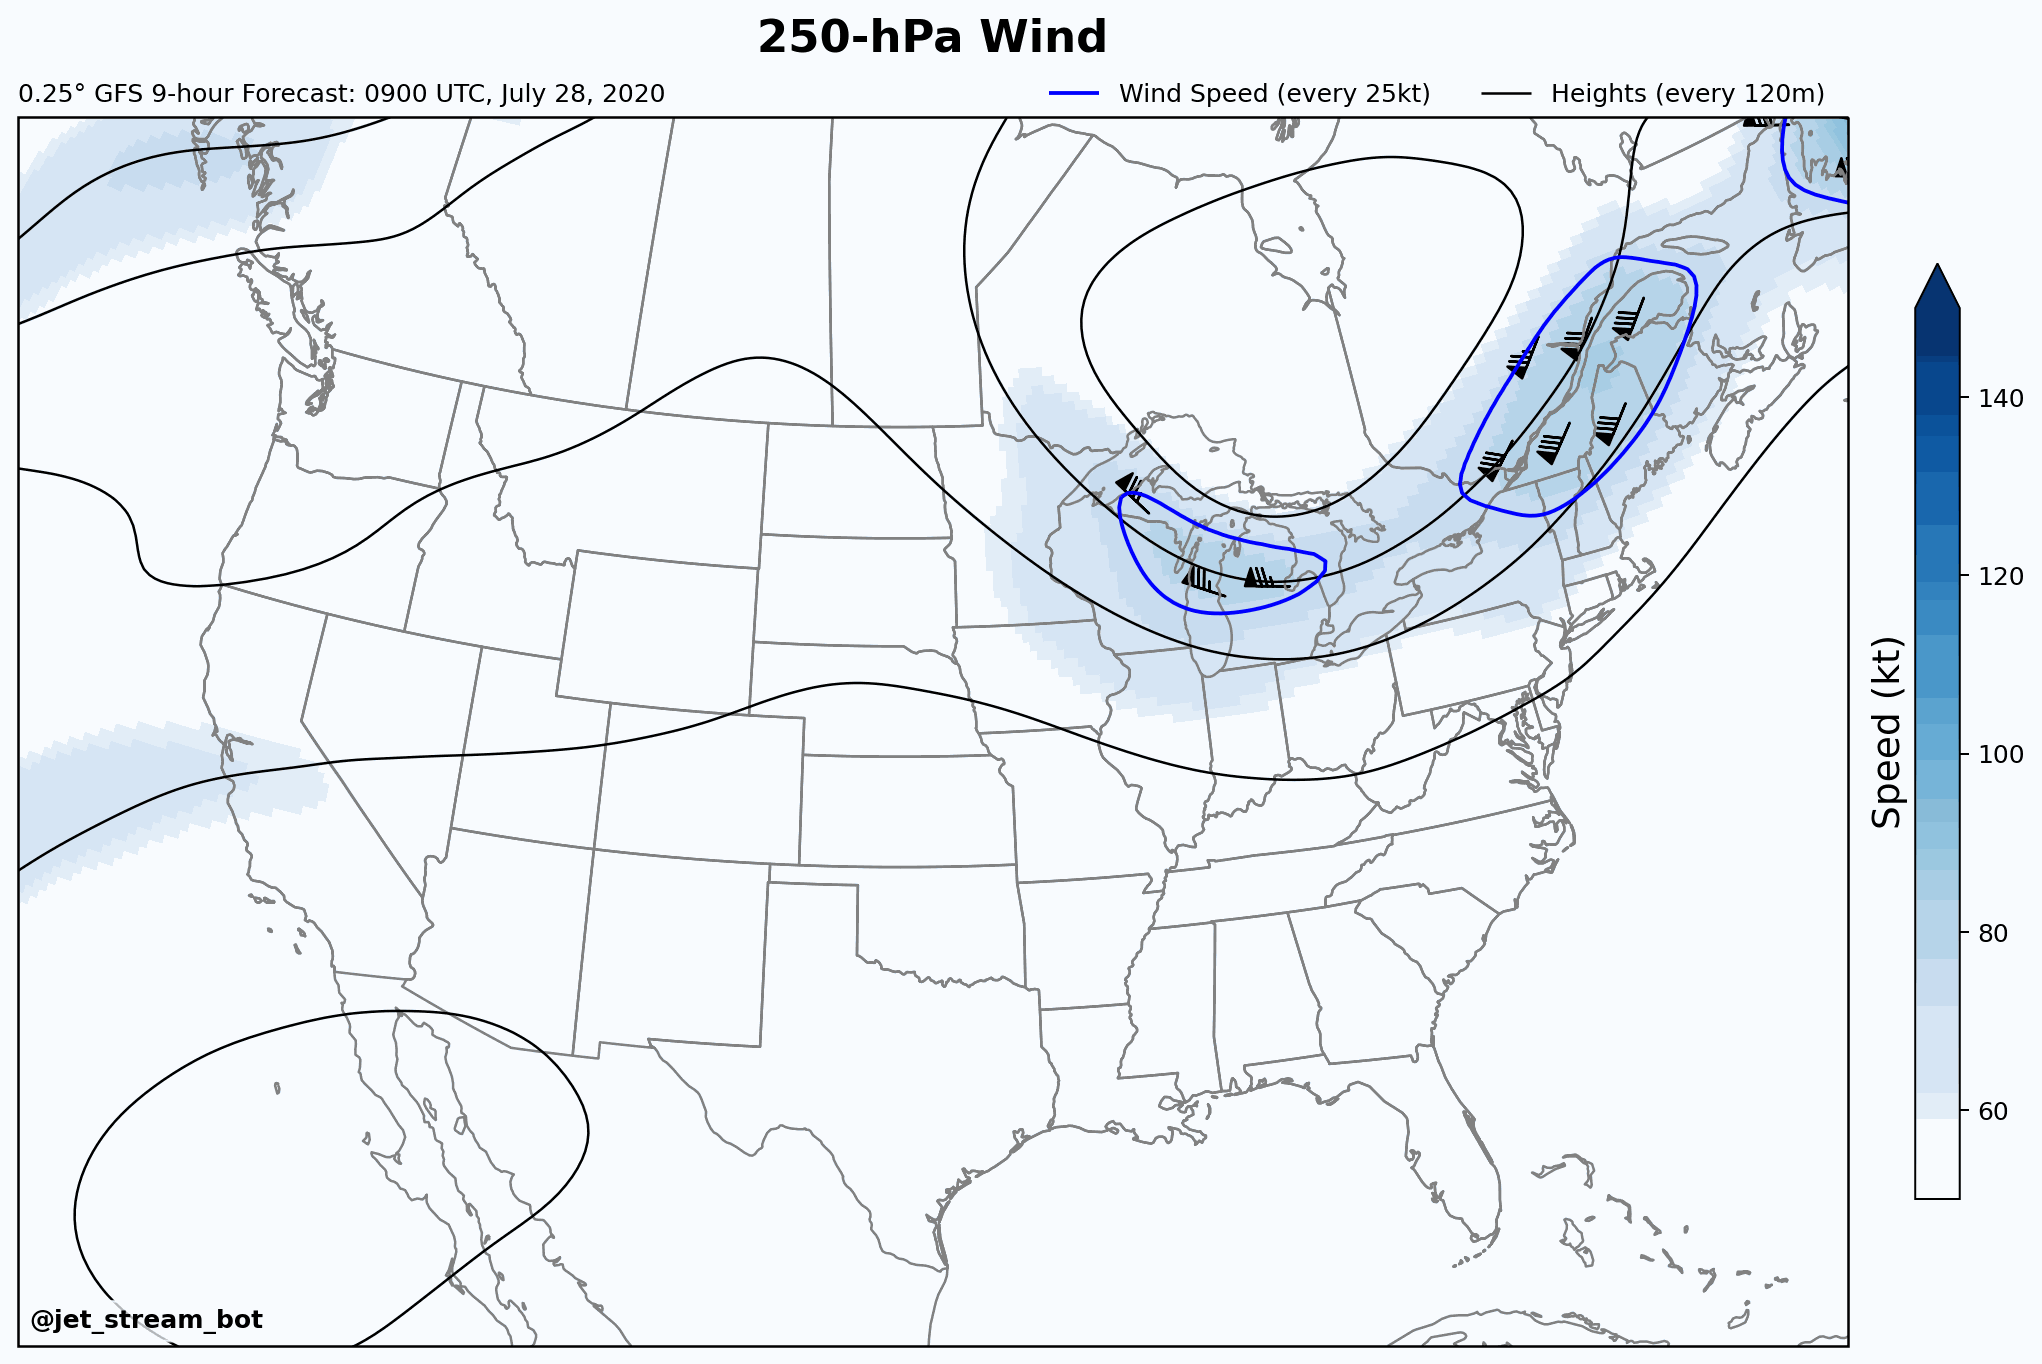 250-hPa Wind
0.25° GFS 9-hour Forecast: 0900 UTC, July 28, 2020
Wind Speed (every 25kt)
Heights (every 120m)
140
120
100
80
60
Speed (kt)
@jet_stream_bot